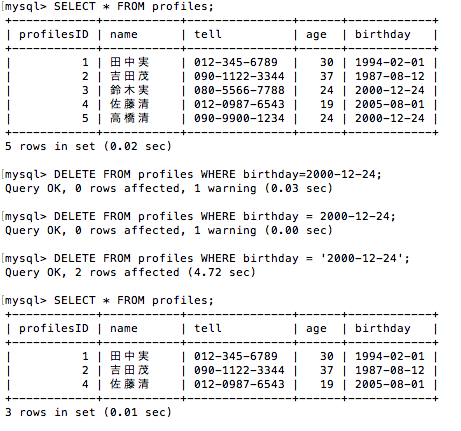 mysql> SELECT * FROM profiles;
+------------+-----------+---------------+------+------------+
| profilesID | name      | tell          | age  | birthday   |
+------------+-----------+---------------+------+------------+
|          1 | 田中実    | 012-345-6789  |   30 | 1994-02-01 |
|          2 | 吉田茂    | 090-1122-3344 |   37 | 1987-08-12 |
|          3 | 鈴木実    | 080-5566-7788 |   24 | 2000-12-24 |
|          4 | 佐藤清    | 012-0987-6543 |   19 | 2005-08-01 |
|          5 | 高橋清    | 090-9900-1234 |   24 | 2000-12-24 |
+------------+-----------+---------------+------+------------+
5 rows in set (0.02 sec)
mysql> DELETE FROM profiles WHERE birthday=2000-12-24;
Query OK, 0 rows affected, 1 warning (0.03 sec)
mysql> DELETE FROM profiles WHERE birthday = 2000-12-24;
Query OK, 0 rows affected, 1 warning (0.00 sec)
mysql> DELETE FROM profiles WHERE birthday = '2000-12-24';
Query OK, 2 rows affected (4.72 sec)
mysql> SELECT * FROM profiles;
+------------+-----------+---------------+------+------------+
| profilesID | name      | tell          | age  | birthday   |
+------------+-----------+---------------+------+------------+
|          1 | 田中実    | 012-345-6789  |   30 | 1994-02-01 |
|          2 | 吉田茂    | 090-1122-3344 |   37 | 1987-08-12 |
|          4 | 佐藤清    | 012-0987-6543 |   19 | 2005-08-01 |
+------------+-----------+---------------+------+------------+
3 rows in set (0.01 sec)